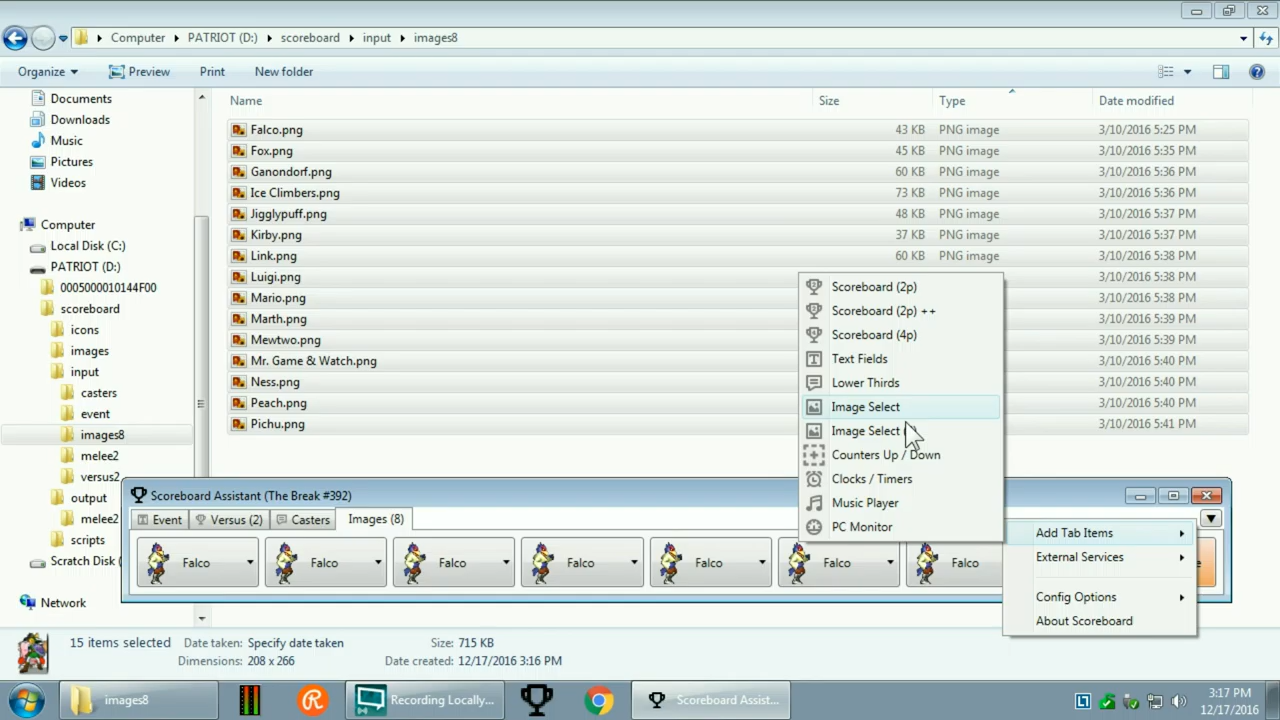 Computer
PATRIOT (D:)
scoreboard
input
images8
Organize
Preview
Print
New folder
Name
Size
Type
Date modified
Documents
Downloads
Music
Pictures
Videos
Computer
Local Disk (C:)
PATRIOT (D:)
0005000010144F00
scoreboard
icons
images
input
casters
event
images8
melee2
versus2
output
melee2
scripts
Scratch Disk (
Network
Falco.png 43 KB PNG image 3/10/2016 5:25 PM
Fox.png 45 KB PNG image 3/10/2016 5:35 PM
Ganondorf.png 60 KB PNG image 3/10/2016 5:36 PM
Ice Climbers.png 73 KB PNG image 3/10/2016 5:36 PM
Jigglypuff.png 48 KB PNG image 3/10/2016 5:37 PM
Kirby.png 37 KB PNG image 3/10/2016 5:37 PM
Link.png 60 KB PNG image 3/10/2016 5:38 PM
Luigi.png 3/10/2016 5:38 PM
Mario.png 3/10/2016 5:38 PM
Marth.png 3/10/2016 5:39 PM
Mewtwo.png 3/10/2016 5:39 PM
Mr. Game & Watch.png 3/10/2016 5:40 PM
Ness.png 3/10/2016 5:40 PM
Peach.png 3/10/2016 5:40 PM
Pichu.png 3/10/2016 5:41 PM
Scoreboard (2p)
Scoreboard (2p) ++
Scoreboard (4p)
Text Fields
Lower Thirds
Image Select
Image Select
Counters Up / Down
Clocks / Timers
Music Player
PC Monitor
Scoreboard Assistant (The Break #392)
Event
Versus (2)
Casters
Images (8)
Falco
Falco
Falco
Falco
Falco
Falco
Falco
Add Tab Items
External Services
Config Options
About Scoreboard
15 items selected Date taken: Specify date taken Size: 715 KB
Dimensions: 208 x 266 Date created: 12/17/2016 3:16 PM
images8
Recording Locally...
Scoreboard Assist...
3:17 PM
12/17/2016